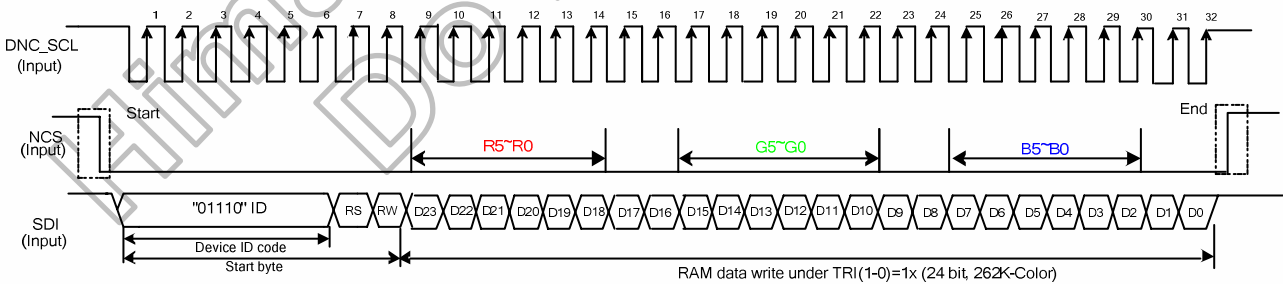 1 2 3 4 5 6 7 8 9 10 11 12 13 14 15 16 17 18 19 20 21 22 23 24 25 26 27 28 29 30 31 32
DNC_SCL
(Input)
Start
End
NCS
(Input)
R5~R0
G5~G0
B5~B0
SDI
(Input)
"01110" ID RS RW D23 D22 D21 D20 D19 D18 D17 D16 D15 D14 D13 D12 D11 D10 D9 D8 D7 D6 D5 D4 D3 D2 D1 D0
Device ID code
Start byte
RAM data write under TRI(1-0)=1x (24 bit, 262K-Color)
Hima
Do